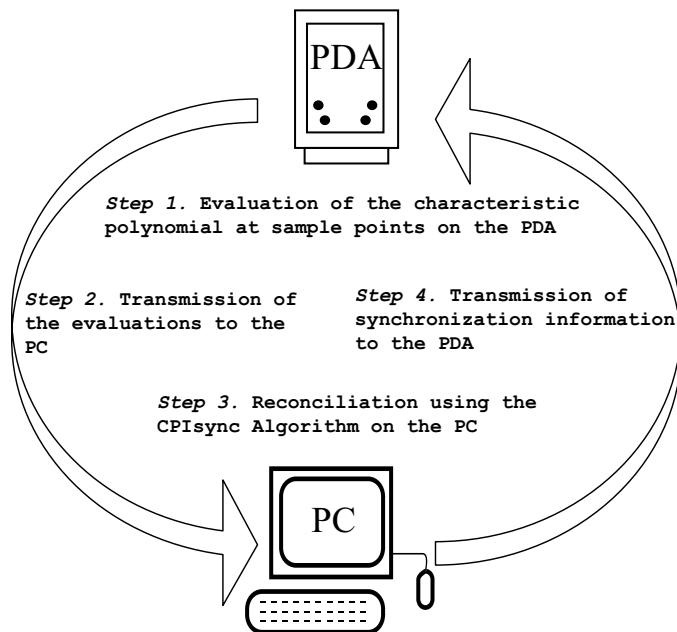 PDA
Step 1. Evaluation of the characteristic
polynomial at sample points on the PDA
Step 2. Transmission of
the evaluations to the
PC
Step 4. Transmission of
synchronization information
to the PDA
Step 3. Reconciliation using the
CPIsync Algorithm on the PC
PC